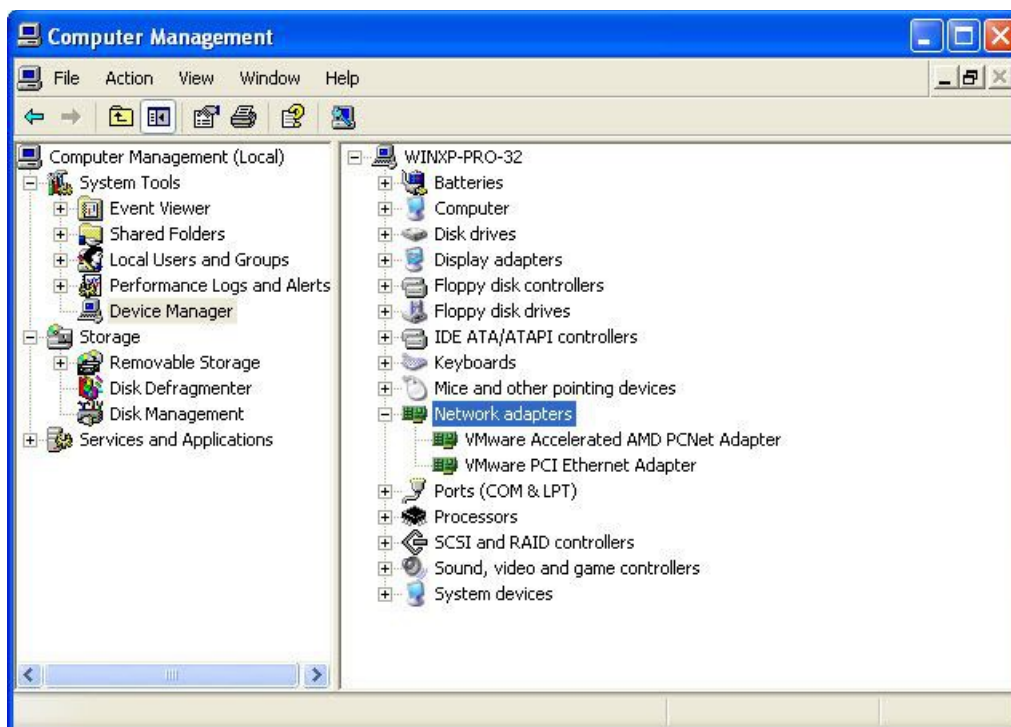 Computer Management
File Action View Window Help
Computer Management (Local)
System Tools
Event Viewer
Shared Folders
Local Users and Groups
Performance Logs and Alerts
Device Manager
Storage
Removable Storage
Disk Defragmenter
Disk Management
Services and Applications
WINXP-PRO-32
Batteries
Computer
Disk drives
Display adapters
Floppy disk controllers
Floppy disk drives
IDE ATA/ATAPI controllers
Keyboards
Mice and other pointing devices
Network adapters
VMware Accelerated AMD PCNet Adapter
VMware PCI Ethernet Adapter
Ports (COM & LPT)
Processors
SCSI and RAID controllers
Sound, video and game controllers
System devices